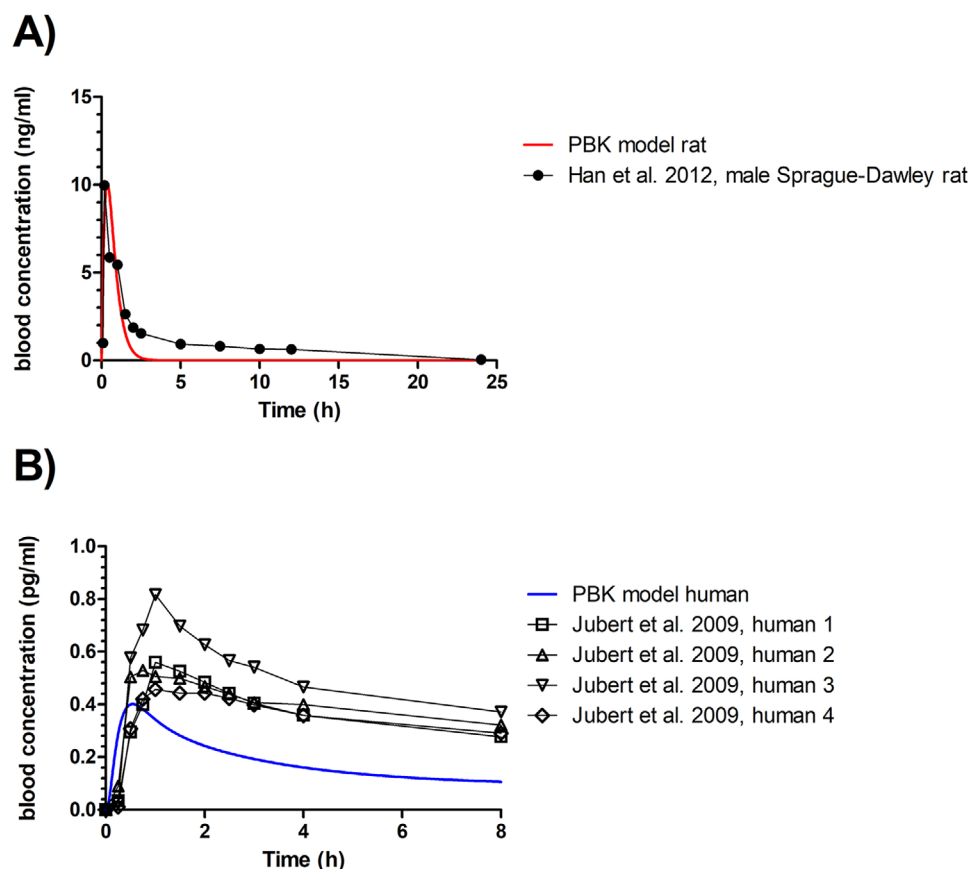 A)
blood concentration (ng/ml)
15
10
5
0
0 5 10 15 20 25
Time (h)
PBK model rat
Han et al. 2012, male Sprague-Dawley rat
B)
blood concentration (pg/ml)
1.0
0.8
0.6
0.4
0.2
0.0
0 2 4 6 8
Time (h)
PBK model human
Jubert et al. 2009, human 1
Jubert et al. 2009, human 2
Jubert et al. 2009, human 3
Jubert et al. 2009, human 4